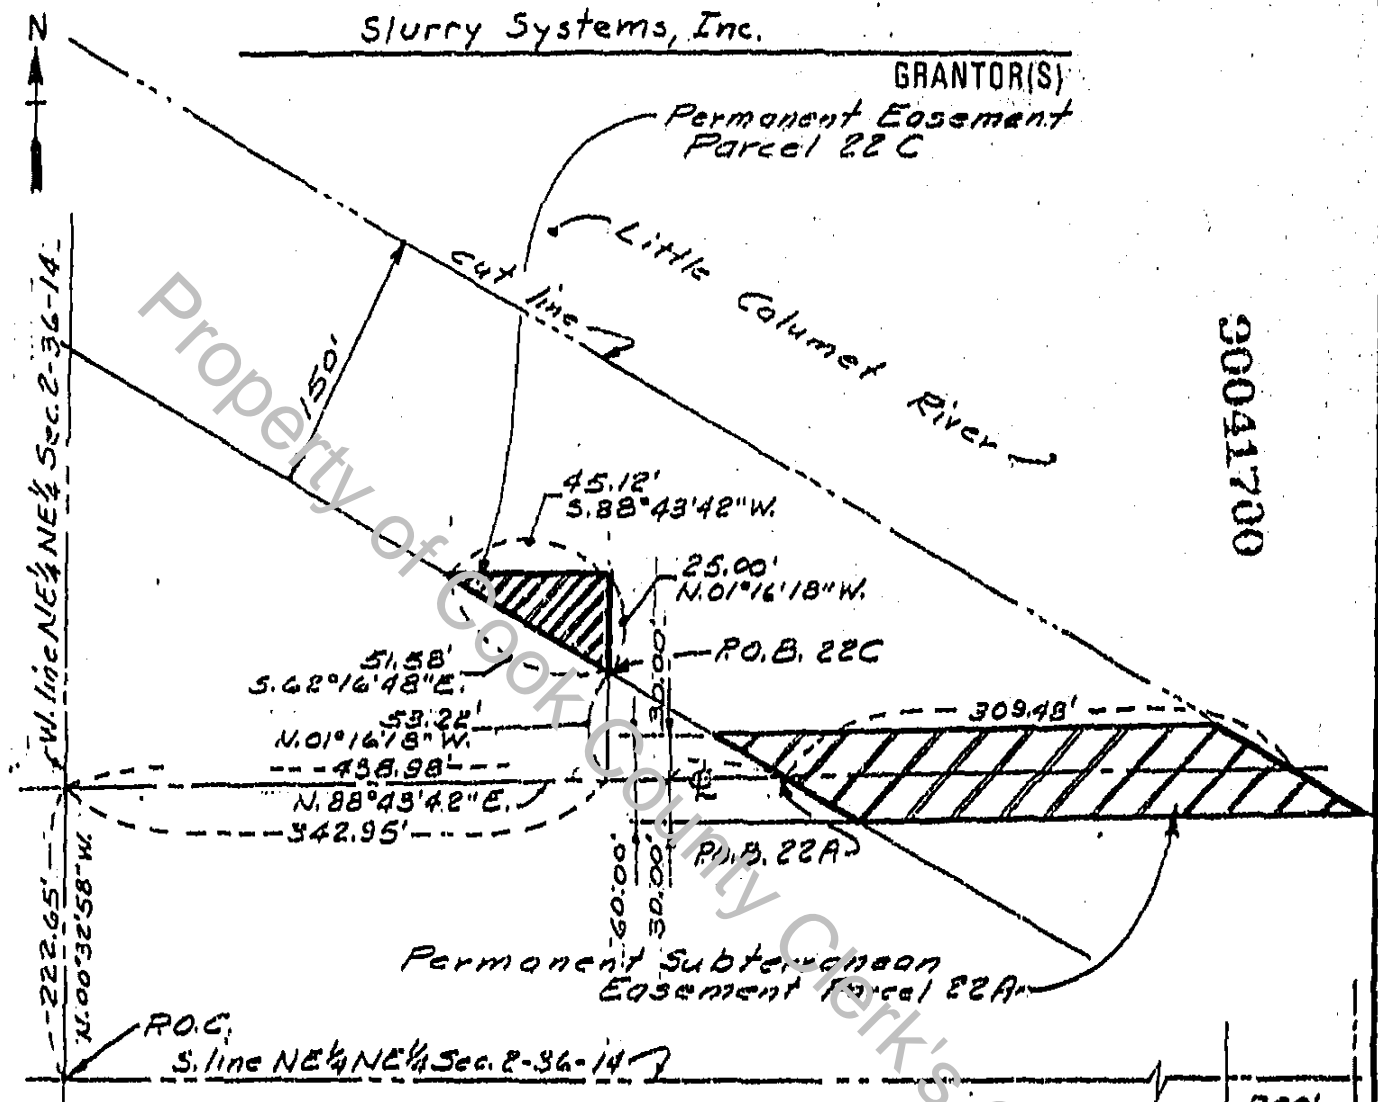 N
Slurry Systems, Inc.
GRANTOR(S)
Permanent Easement
Parcel 22C
Little Calumet River
cut line
150'
W. line NE¼ NE¼ Sec. 2-36-14
30041700
45.12'
S.88°43'42"W.
25.00'
N.01°16'18"W.
P.O.B. 22C
51.58'
S.62°16'48"E.
53.22'
N.01°16'18"W.
438.98'
N.88°43'42"E.
342.95'
30.00'
309.48'
P.O.B. 22A
60.00'
30.00'
222.65'
N.00°32'58"W.
Permanent Subterranean
Easement Parcel 22A
P.O.C.
S. line NE¼ NE¼ Sec. 2-36-14
Property of Cook County Clerk's